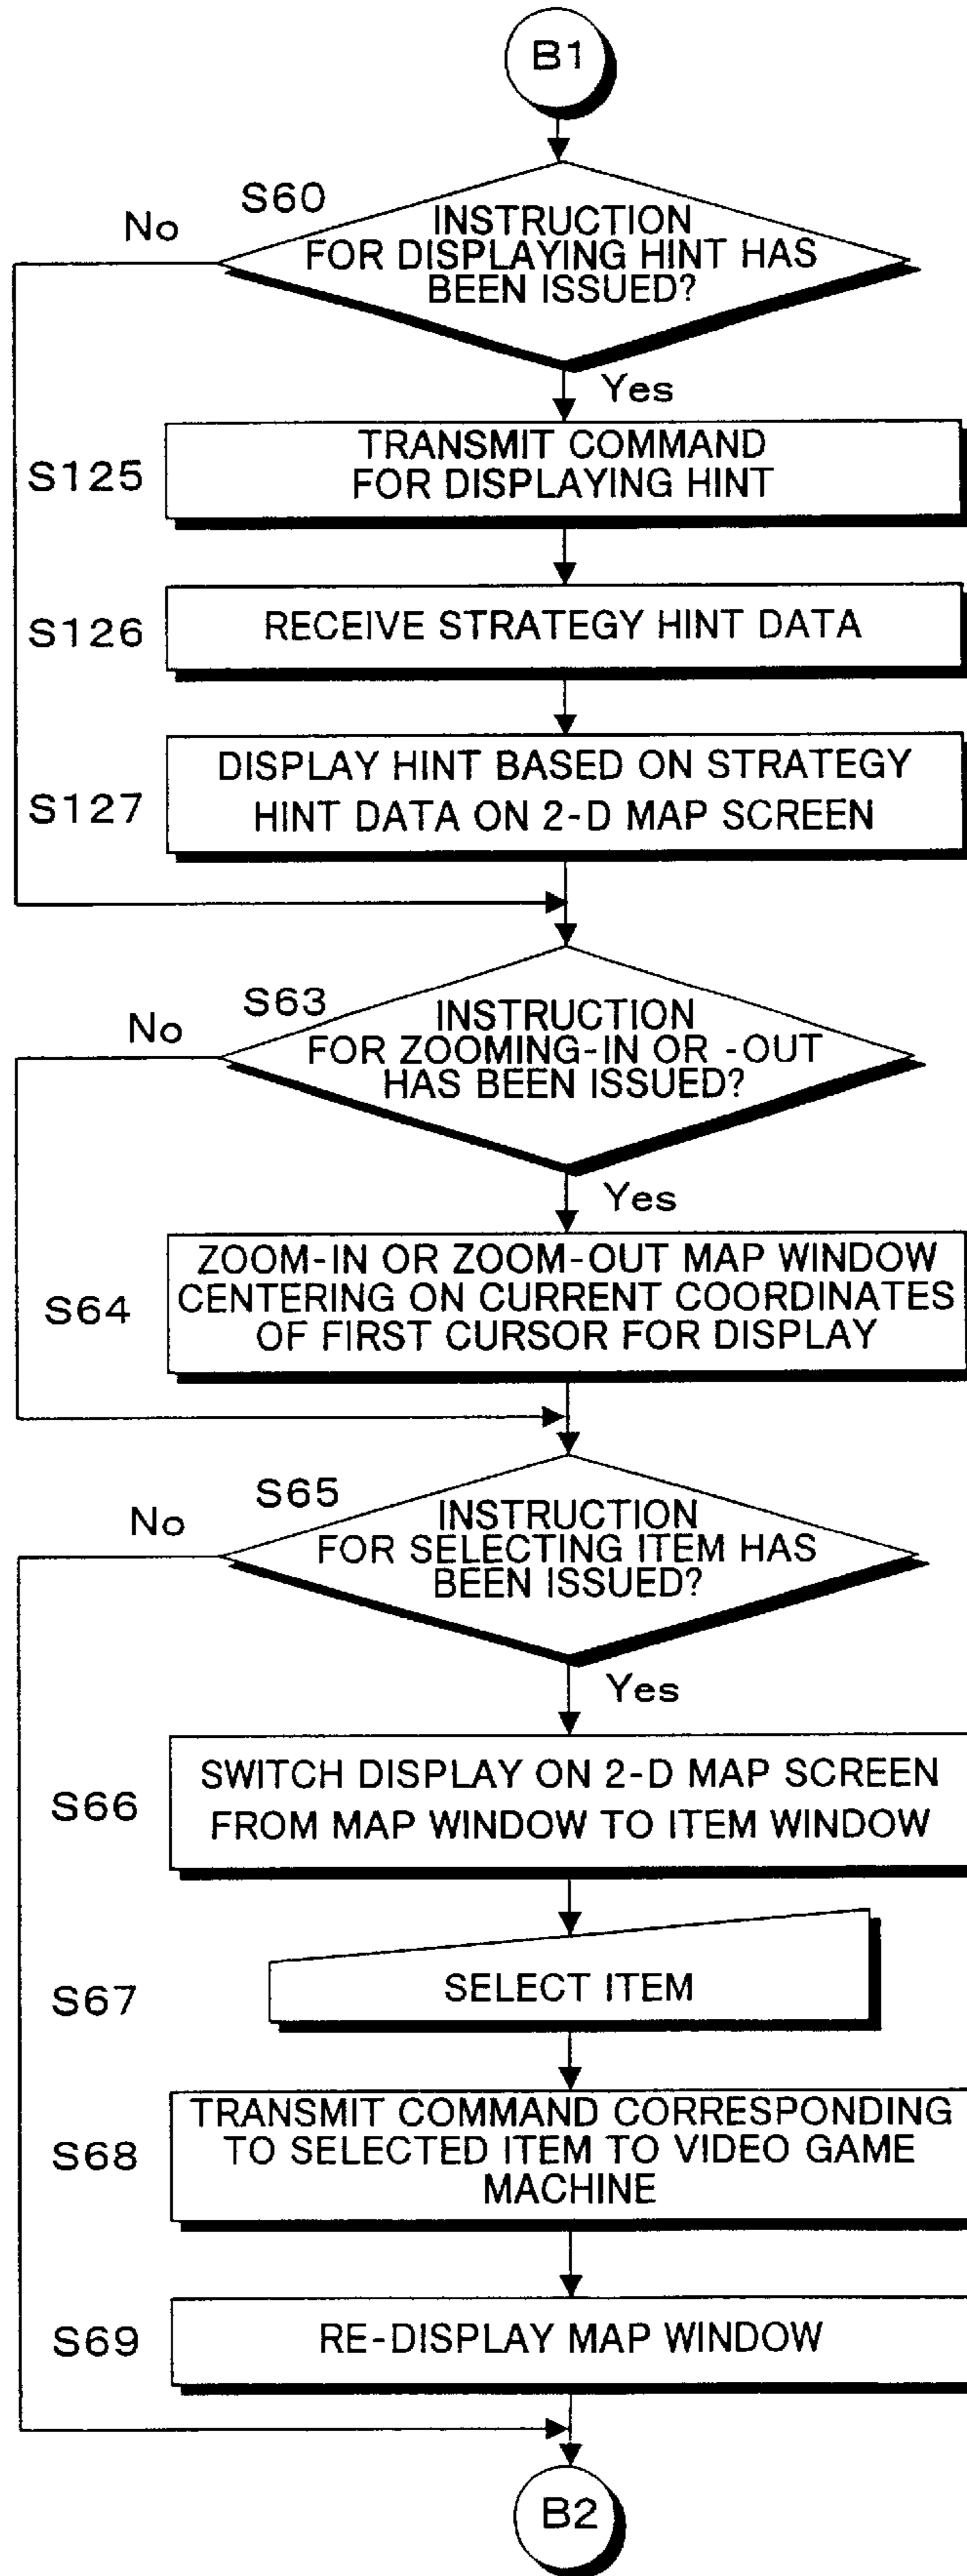 B1
S60
No
INSTRUCTION
FOR DISPLAYING HINT HAS
BEEN ISSUED?
Yes
S125
TRANSMIT COMMAND
FOR DISPLAYING HINT
S126
RECEIVE STRATEGY HINT DATA
S127
DISPLAY HINT BASED ON STRATEGY
HINT DATA ON 2-D MAP SCREEN
S63
No
INSTRUCTION
FOR ZOOMING-IN OR -OUT
HAS BEEN ISSUED?
Yes
S64
ZOOM-IN OR ZOOM-OUT MAP WINDOW
CENTERING ON CURRENT COORDINATES
OF FIRST CURSOR FOR DISPLAY
S65
No
INSTRUCTION
FOR SELECTING ITEM HAS
BEEN ISSUED?
Yes
S66
SWITCH DISPLAY ON 2-D MAP SCREEN
FROM MAP WINDOW TO ITEM WINDOW
S67
SELECT ITEM
S68
TRANSMIT COMMAND CORRESPONDING
TO SELECTED ITEM TO VIDEO GAME
MACHINE
S69
RE-DISPLAY MAP WINDOW
B2